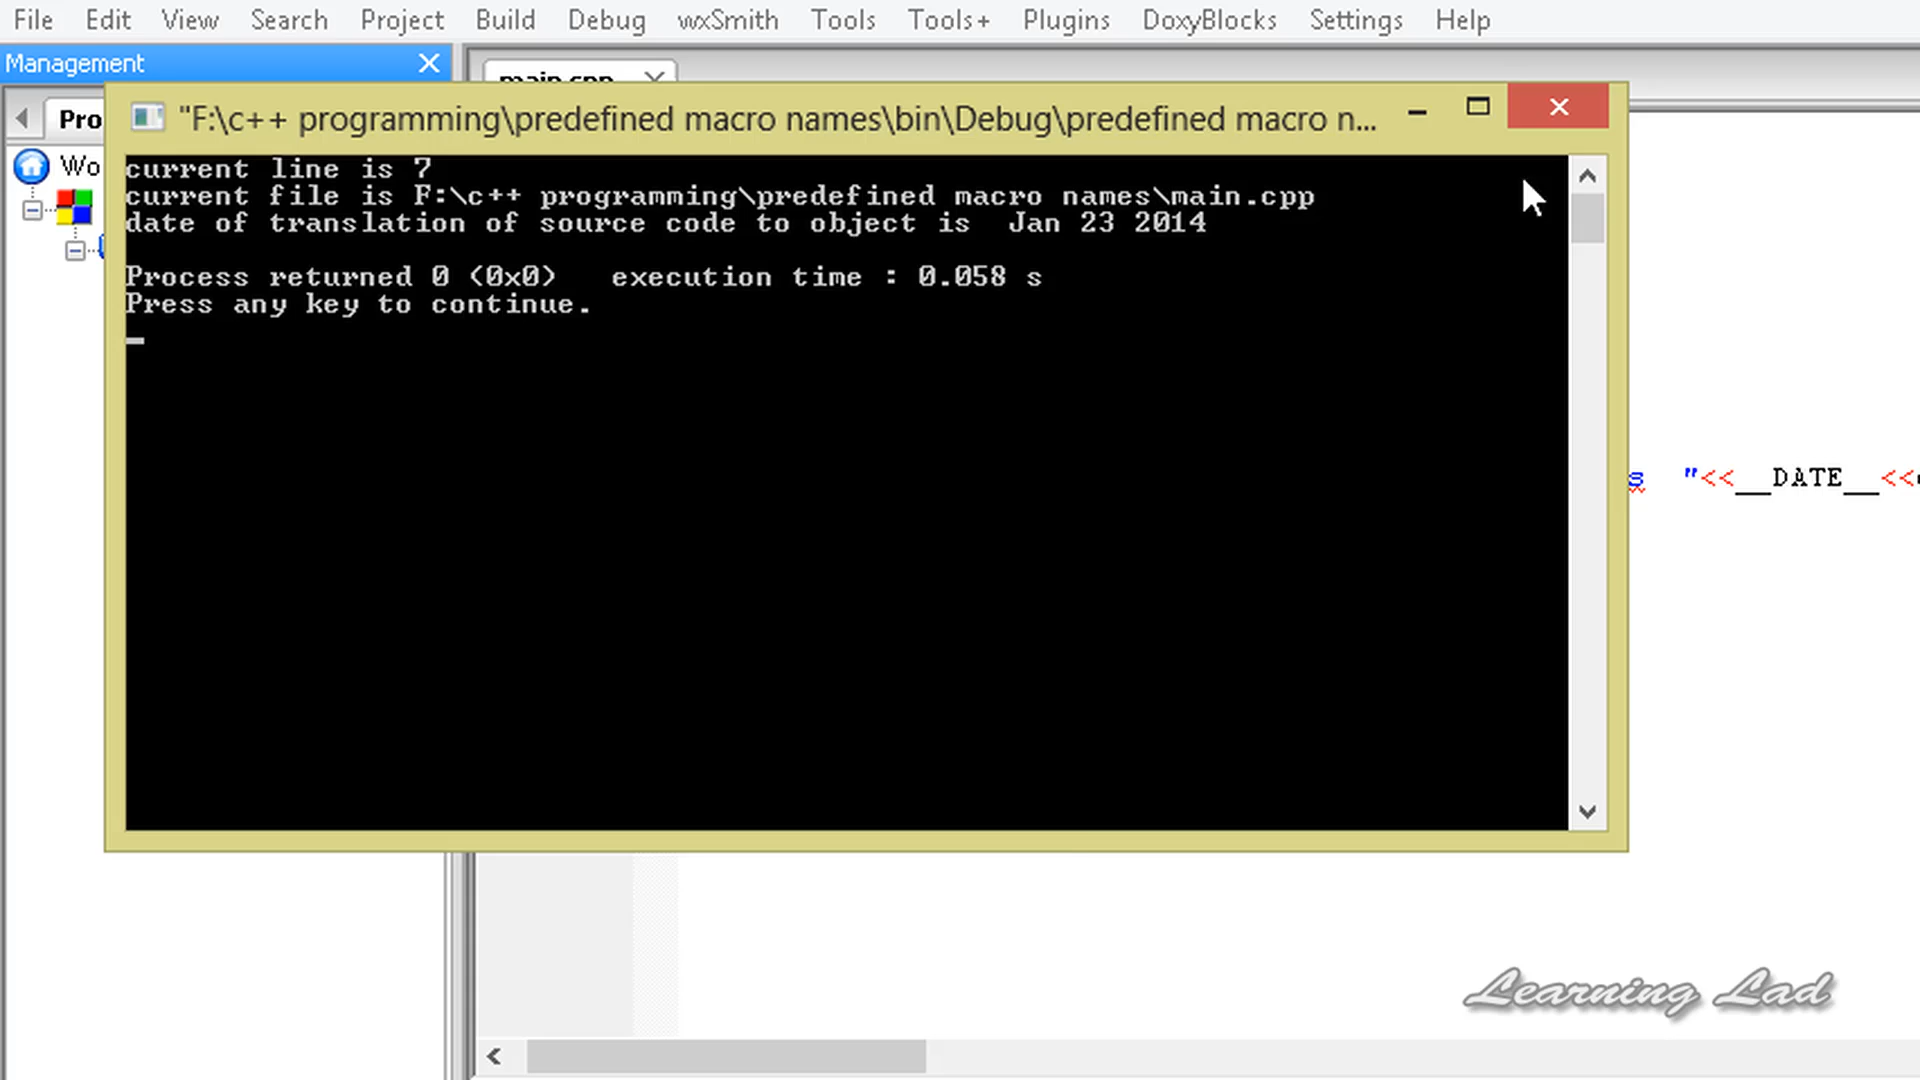 File Edit View Search Project Build Debug wxSmith Tools Tools+ Plugins DoxyBlocks Settings Help
Management
main.cpp
Pro
"F:\c++ programming\predefined macro names\bin\Debug\predefined macro n...
Wo
current line is 7
current file is F:\c++ programming\predefined macro names\main.cpp
date of translation of source code to object is  Jan 23 2014
Process returned 0 (0x0)   execution time : 0.058 s
Press any key to continue.
s  "<<__DATE__<<
Learning Lad